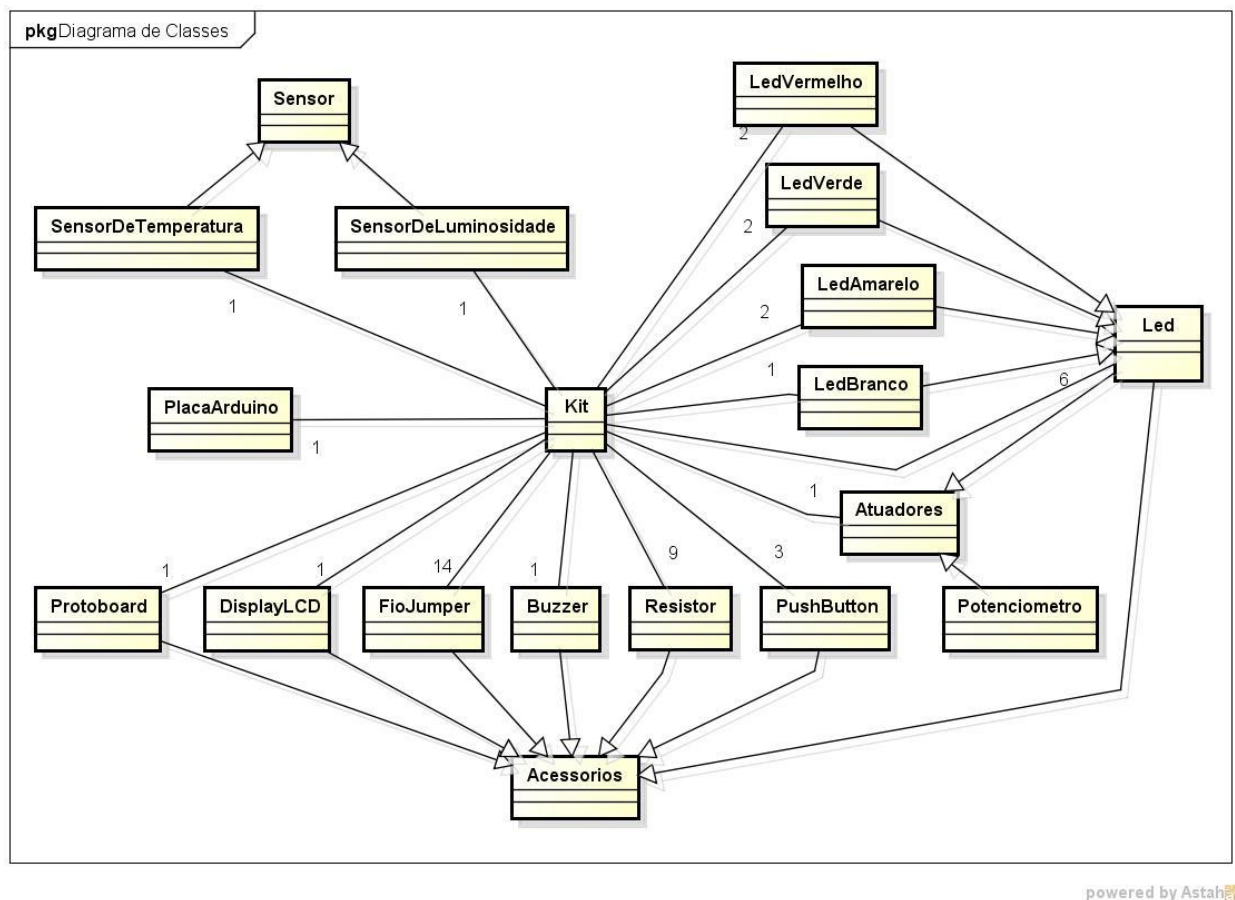 pkg Diagrama de Classes
Sensor
LedVermelho
2
LedVerde
SensorDeTemperatura
SensorDeLuminosidade
2
LedAmarelo
1
1
2
Led
LedBranco
1
6
Kit
PlacaArduino
1
1
Atuadores
1
1
14
1
9
3
Protoboard
DisplayLCD
FioJumper
Buzzer
Resistor
PushButton
Potenciometro
Acessorios
powered by Astah